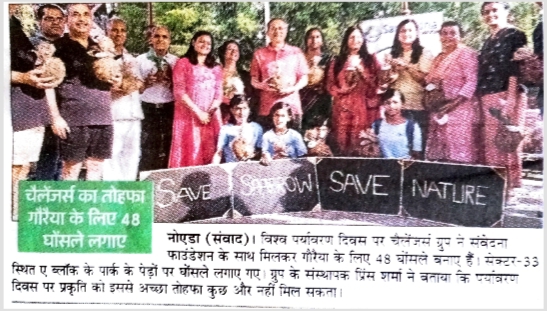 SAVE SPARROW SAVE NATURE
चैलेंजर्स का तोहफा
गौरैया के लिए 48
घोंसले लगाए
नोएडा (संवाद)। विश्व पर्यावरण दिवस पर चैलेंजर्स ग्रुप ने संवेदना
फाउंडेशन के साथ मिलकर गौरैया के लिए 48 घोंसले बनाए हैं। सेक्टर-33
स्थित ए ब्लॉक के पार्क के पेड़ों पर घोंसले लगाए गए। ग्रुप के संस्थापक प्रिंस शर्मा ने बताया कि पर्यावरण
दिवस पर प्रकृति को इससे अच्छा तोहफा कुछ और नहीं मिल सकता।